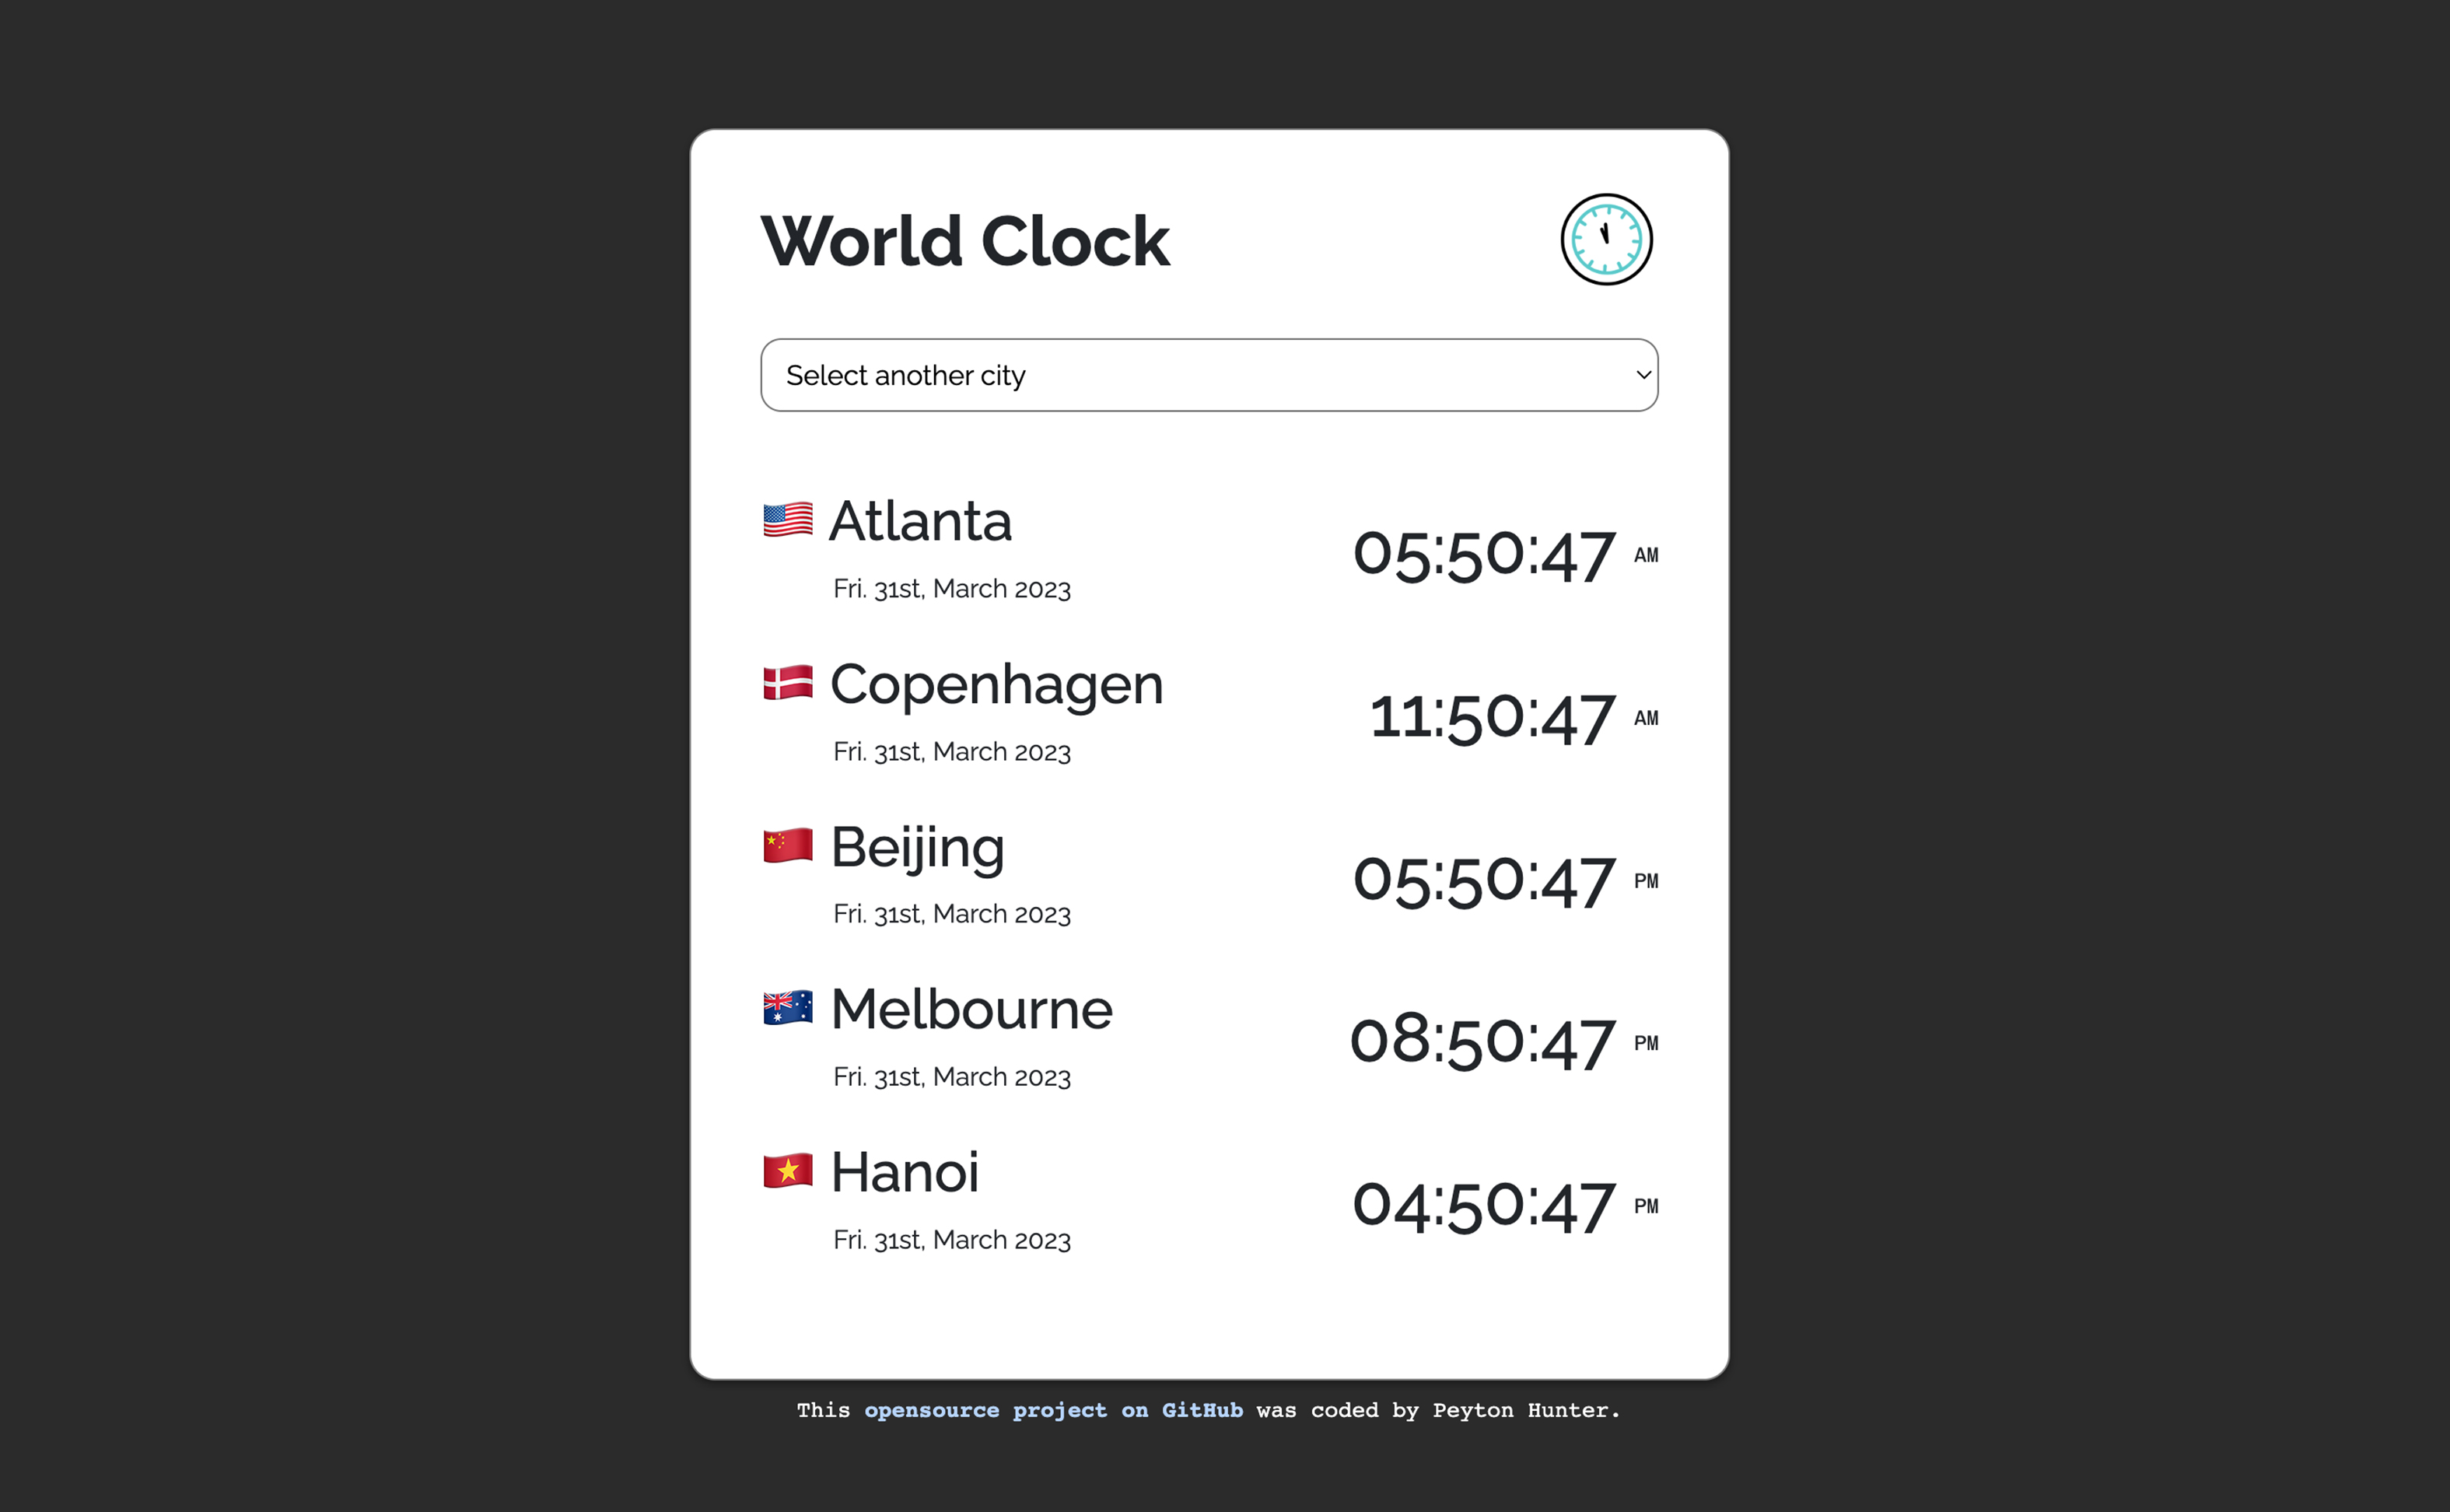 World Clock
Select another city
Atlanta
05:50:47 AM
Fri. 31st, March 2023
Copenhagen
11:50:47 AM
Fri. 31st, March 2023
Beijing
05:50:47 PM
Fri. 31st, March 2023
Melbourne
08:50:47 PM
Fri. 31st, March 2023
Hanoi
04:50:47 PM
Fri. 31st, March 2023
This opensource project on GitHub was coded by Peyton Hunter.